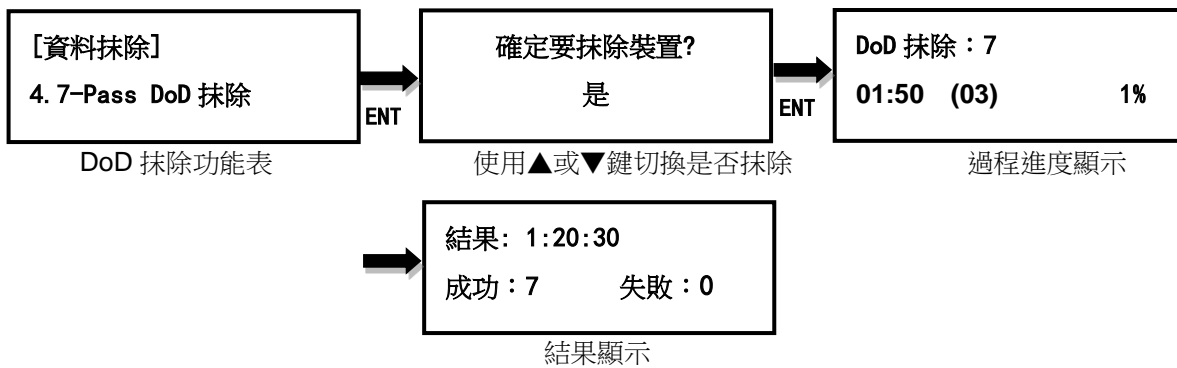 [資料抹除]
4. 7-Pass DoD 抹除
ENT
確定要抹除裝置?
是
ENT
DoD 抹除：7
01:50 (03) 1%
DoD 抹除功能表
使用▲或▼鍵切換是否抹除
過程進度顯示
結果: 1:20:30
成功：7 失敗：0
結果顯示